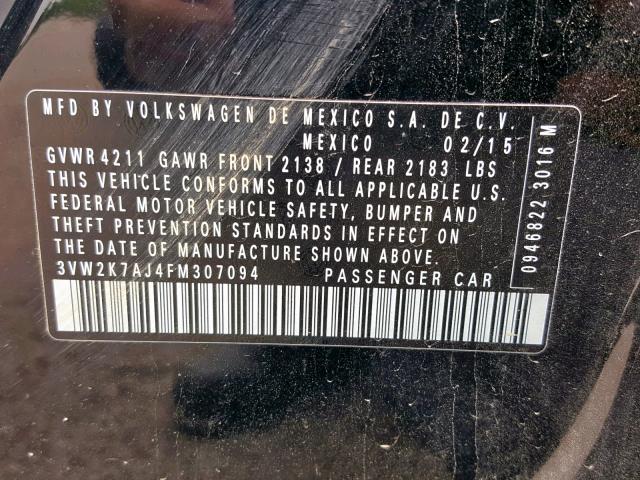 MFD BY VOLKSWAGEN DE MEXICO S.A. DE C.V.
MEXICO 02/15
GVWR 4211 GAWR FRONT 2138 / REAR 2183 LBS
THIS VEHICLE CONFORMS TO ALL APPLICABLE U.S.
FEDERAL MOTOR VEHICLE SAFETY, BUMPER AND
THEFT PREVENTION STANDARDS IN EFFECT ON
THE DATE OF MANUFACTURE SHOWN ABOVE.
3VW2K7AJ4FM307094 PASSENGER CAR
0946822 3016 M